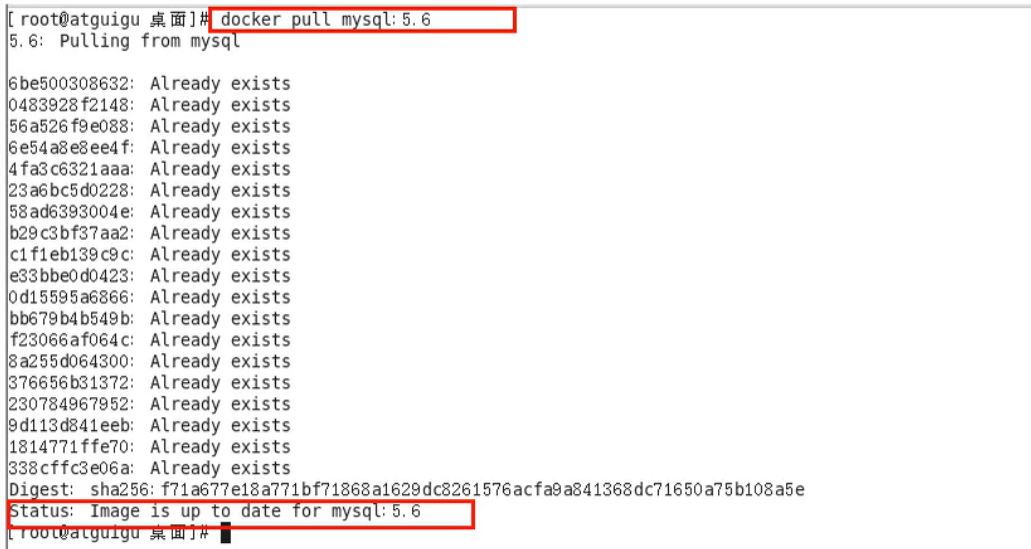 [root@atguigu 桌面]# docker pull mysql:5.6
5.6: Pulling from mysql
6be500308632: Already exists
0483928f2148: Already exists
56a526f9e088: Already exists
6e54a8e8ee4f: Already exists
4fa3c6321aaa: Already exists
23a6bc5d0228: Already exists
58ad6393004e: Already exists
b29c3bf37aa2: Already exists
c1f1eb139c9c: Already exists
e33bbe0d0423: Already exists
0d15595a6866: Already exists
bb679b4b549b: Already exists
f23066af064c: Already exists
8a255d064300: Already exists
376656b31372: Already exists
230784967952: Already exists
9d113d841eeb: Already exists
1814771ffe70: Already exists
338cffc3e06a: Already exists
Digest: sha256:f71a677e18a771bf71868a1629dc8261576acfa9a841368dc71650a75b108a5e
Status: Image is up to date for mysql:5.6
[root@atguigu 桌面]#